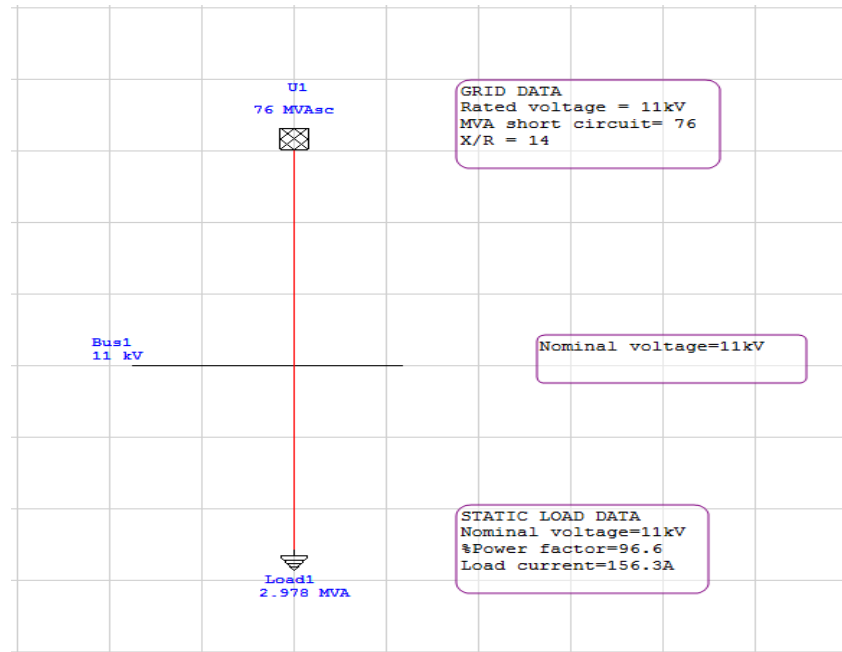 U1
76 MVAsc
GRID DATA
Rated voltage = 11kV
MVA short circuit= 76
X/R = 14
Bus1
11 kV
Nominal voltage=11kV
STATIC LOAD DATA
Nominal voltage=11kV
%Power factor=96.6
Load current=156.3A
Load1
2.978 MVA